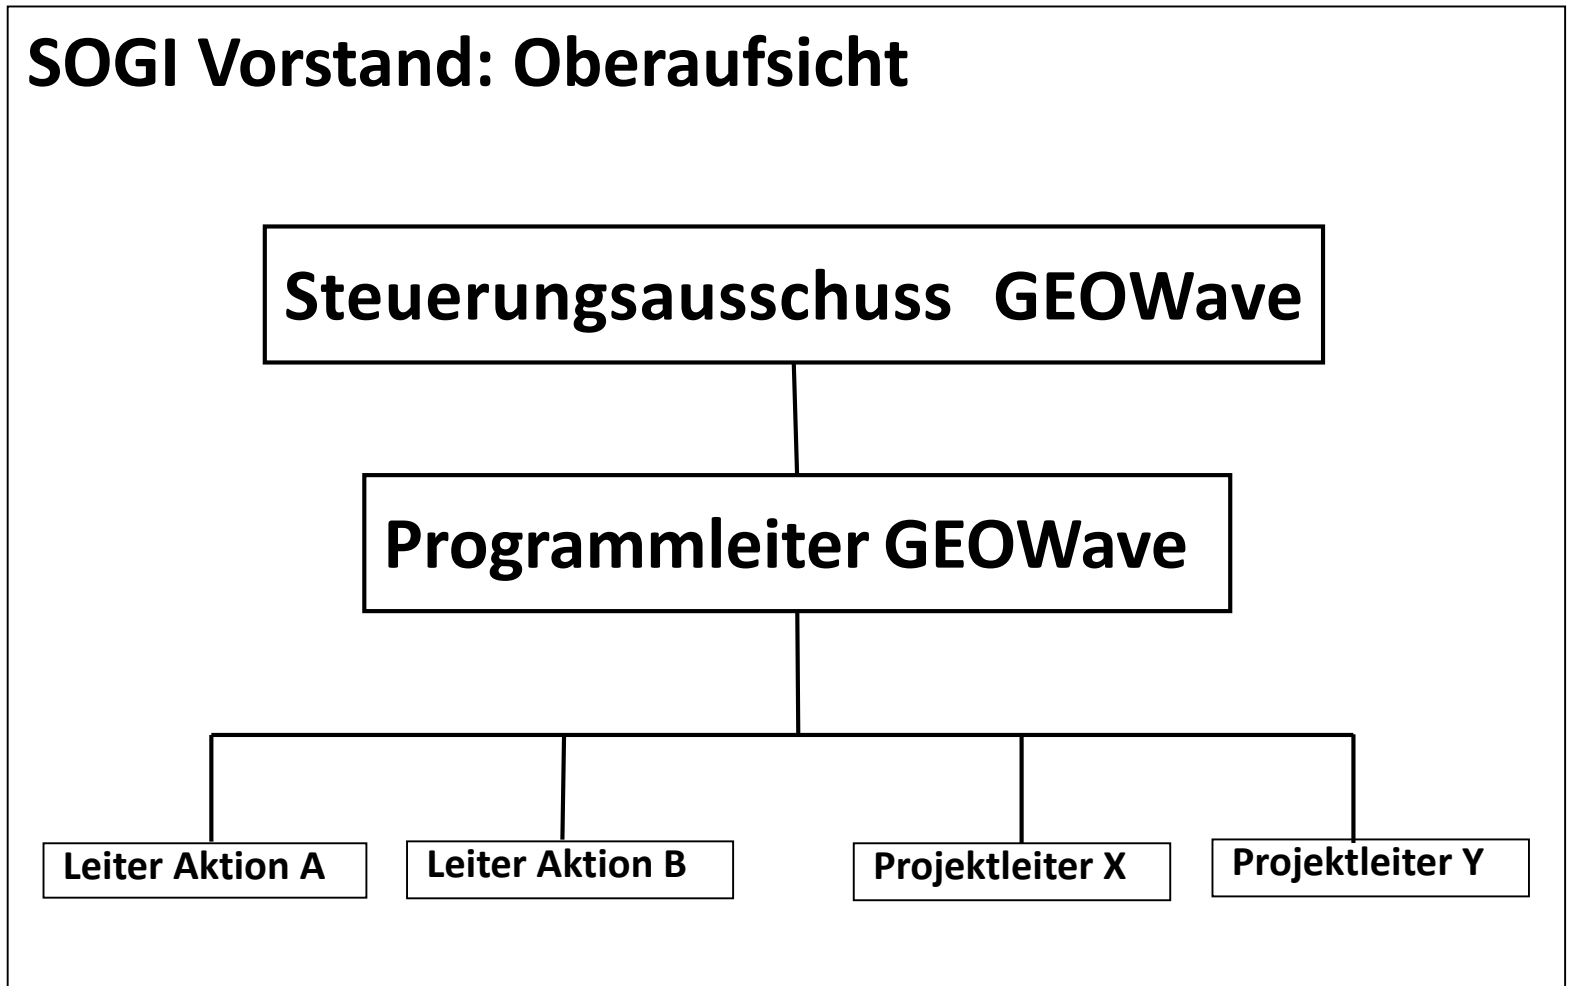 SOGI Vorstand: Oberaufsicht
Steuerungsausschuss GEOWave
Programmleiter GEOWave
Leiter Aktion A
Leiter Aktion B
Projektleiter X
Projektleiter Y